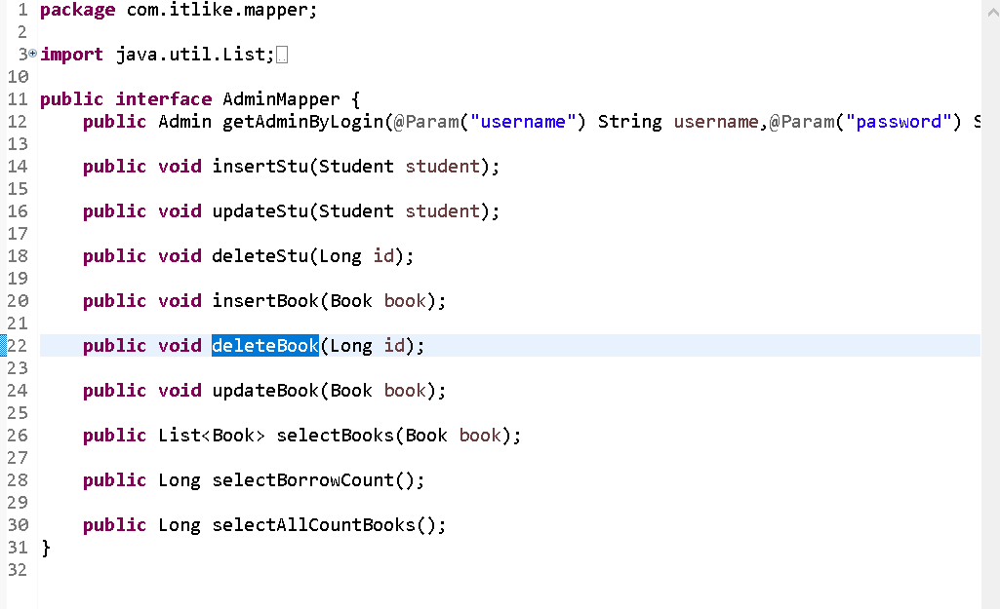 1 package com.itlike.mapper;
2
3 import java.util.List;
10
11 public interface AdminMapper {
12 public Admin getAdminByLogin(@Param("username") String username,@Param("password") S
13
14 public void insertStu(Student student);
15
16 public void updateStu(Student student);
17
18 public void deleteStu(Long id);
19
20 public void insertBook(Book book);
21
22 public void deleteBook(Long id);
23
24 public void updateBook(Book book);
25
26 public List<Book> selectBooks(Book book);
27
28 public Long selectBorrowCount();
29
30 public Long selectAllCountBooks();
31 }
32